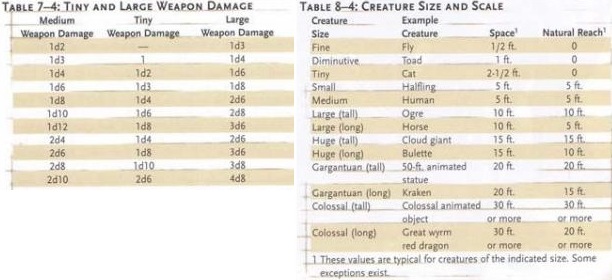 TABLE 7–4: TINY AND LARGE WEAPON DAMAGE
Medium Tiny Large
Weapon Damage Weapon Damage Weapon Damage
1d2 — 1d3
1d3 1 1d4
1d4 1d2 1d6
1d6 1d3 1d8
1d8 1d4 2d6
1d10 1d6 2d8
1d12 1d8 3d6
2d4 1d4 2d6
2d6 1d8 3d6
2d8 1d10 3d8
2d10 2d6 4d8
TABLE 8–4: CREATURE SIZE AND SCALE
Creature Example
Size Creature Space¹ Natural Reach¹
Fine Fly 1/2 ft. 0
Diminutive Toad 1 ft. 0
Tiny Cat 2-1/2 ft. 0
Small Halfling 5 ft. 5 ft.
Medium Human 5 ft. 5 ft.
Large (tall) Ogre 10 ft. 10 ft.
Large (long) Horse 10 ft. 5 ft.
Huge (tall) Cloud giant 15 ft. 15 ft.
Huge (long) Bulette 15 ft. 10 ft.
Gargantuan (tall) 50-ft. animated 20 ft. 20 ft.
statue
Gargantuan (long) Kraken 20 ft. 15 ft.
Colossal (tall) Colossal animated 30 ft. 30 ft.
object or more or more
Colossal (long) Great wyrm 30 ft. 20 ft.
red dragon or more or more
1 These values are typical for creatures of the indicated size. Some
exceptions exist.